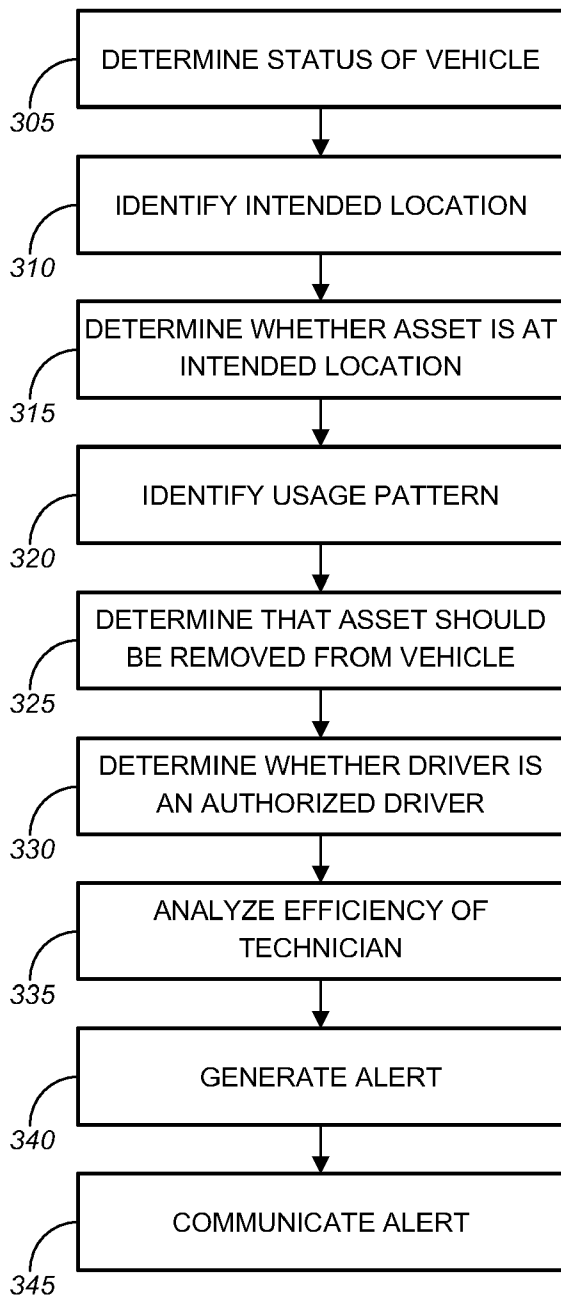 DETERMINE STATUS OF VEHICLE
305
IDENTIFY INTENDED LOCATION
310
DETERMINE WHETHER ASSET IS AT
INTENDED LOCATION
315
IDENTIFY USAGE PATTERN
320
DETERMINE THAT ASSET SHOULD
BE REMOVED FROM VEHICLE
325
DETERMINE WHETHER DRIVER IS
AN AUTHORIZED DRIVER
330
ANALYZE EFFICIENCY OF
TECHNICIAN
335
GENERATE ALERT
340
COMMUNICATE ALERT
345